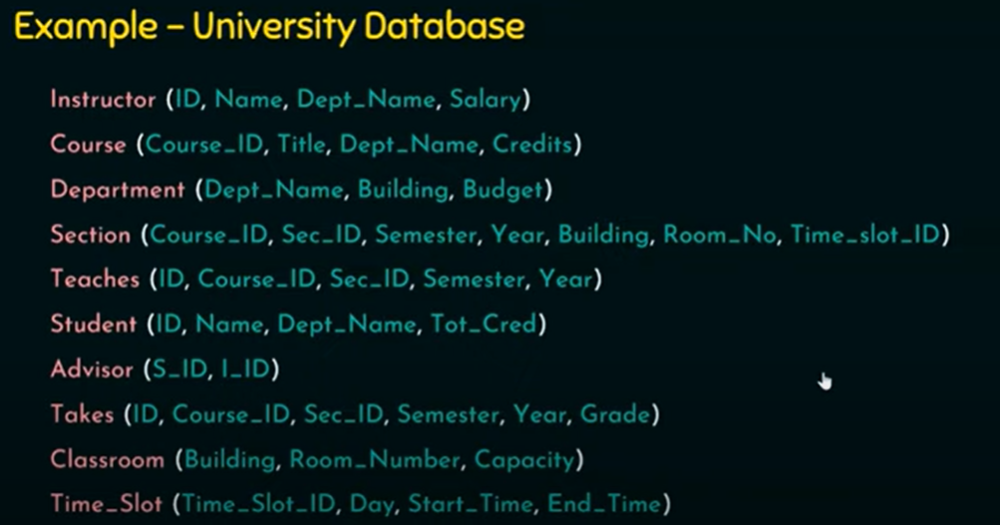 Example – University Database
Instructor (ID, Name, Dept_Name, Salary)
Course (Course_ID, Title, Dept_Name, Credits)
Department (Dept_Name, Building, Budget)
Section (Course_ID, Sec_ID, Semester, Year, Building, Room_No, Time_slot_ID)
Teaches (ID, Course_ID, Sec_ID, Semester, Year)
Student (ID, Name, Dept_Name, Tot_Cred)
Advisor (S_ID, I_ID)
Takes (ID, Course_ID, Sec_ID, Semester, Year, Grade)
Classroom (Building, Room_Number, Capacity)
Time_Slot (Time_Slot_ID, Day, Start_Time, End_Time)